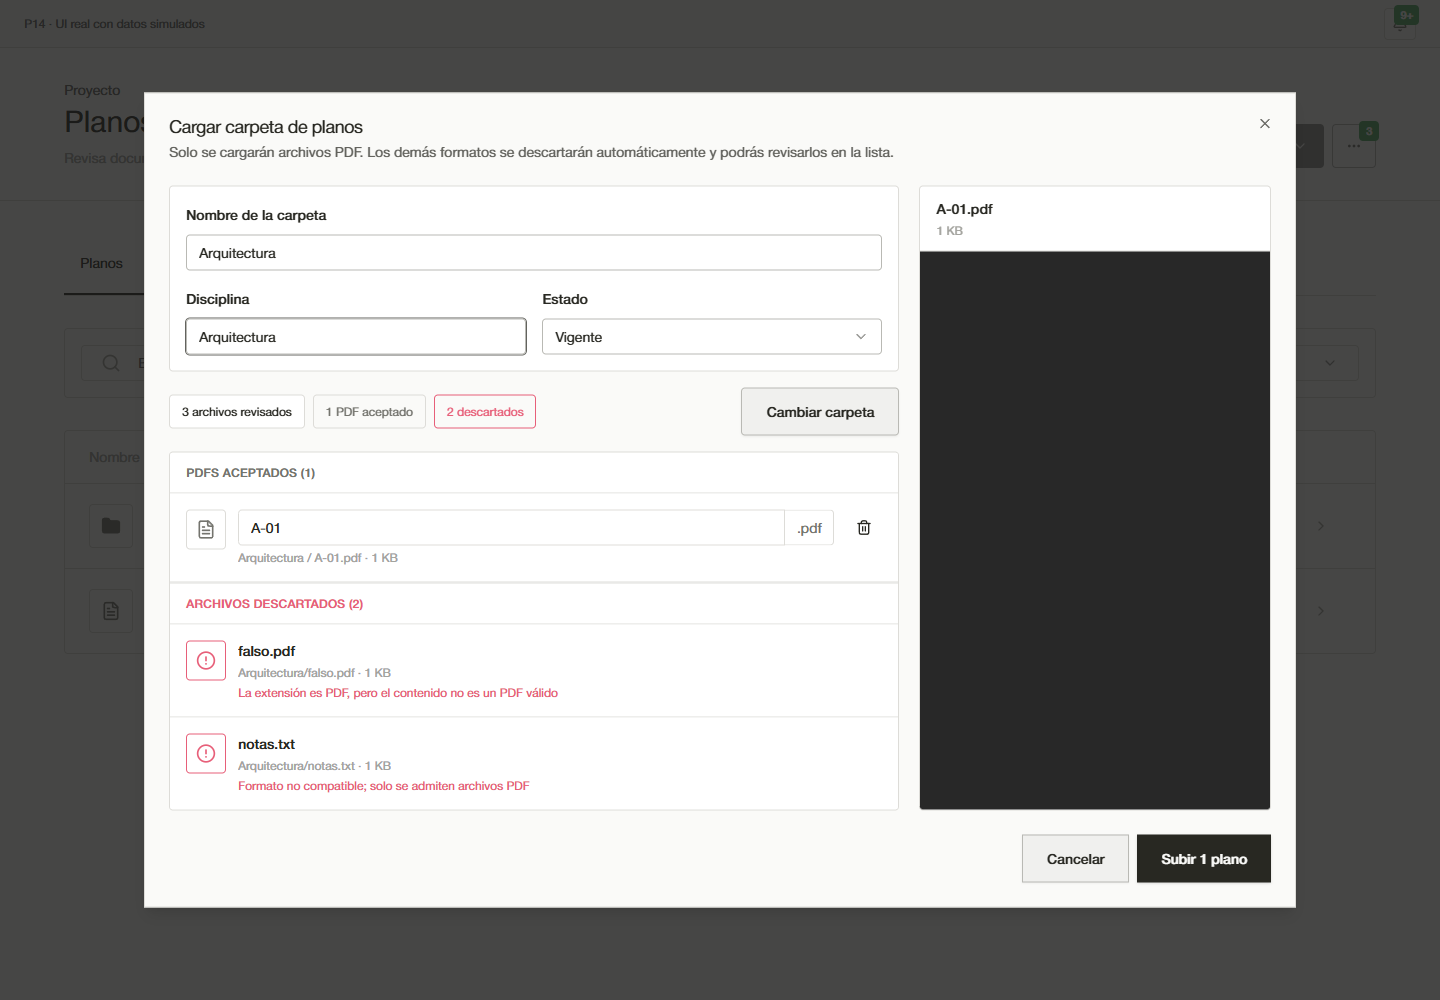 P14 - UI real con datos simulados
9+
Proyecto
Planos
Revisa docu
3
Planos
Nombre
Cargar carpeta de planos
Solo se cargarán archivos PDF. Los demás formatos se descartarán automáticamente y podrás revisarlos en la lista.
Nombre de la carpeta
Arquitectura
Disciplina
Estado
Arquitectura
Vigente
3 archivos revisados
1 PDF aceptado
2 descartados
Cambiar carpeta
PDFS ACEPTADOS (1)
A-01
.pdf
Arquitectura / A-01.pdf · 1 KB
ARCHIVOS DESCARTADOS (2)
falso.pdf
Arquitectura/falso.pdf · 1 KB
La extensión es PDF, pero el contenido no es un PDF válido
notas.txt
Arquitectura/notas.txt · 1 KB
Formato no compatible; solo se admiten archivos PDF
A-01.pdf
1 KB
Cancelar
Subir 1 plano